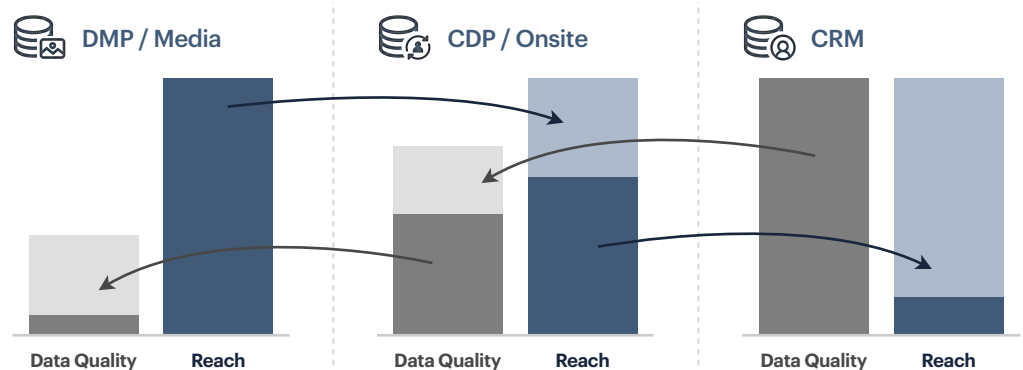 DMP / Media
CDP / Onsite
CRM
Data Quality
Reach
Data Quality
Reach
Data Quality
Reach